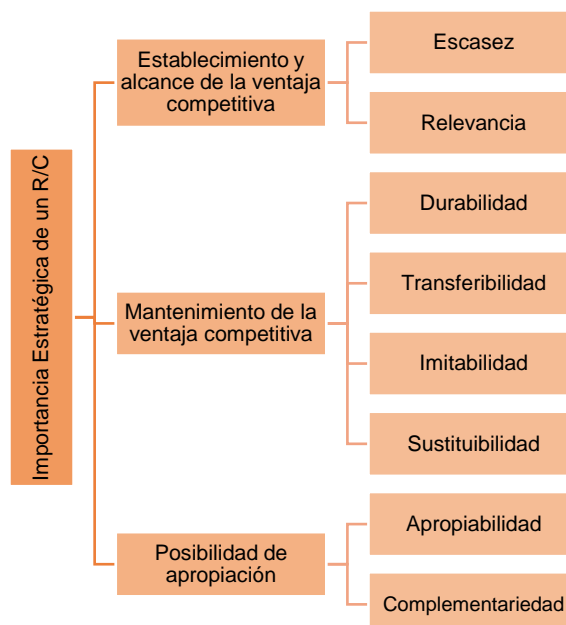 Importancia Estratégica de un R/C
Establecimiento y
alcance de la ventaja
competitiva
Escasez
Relevancia
Mantenimiento de la
ventaja competitiva
Durabilidad
Transferibilidad
Imitabilidad
Sustituibilidad
Posibilidad de
apropiación
Apropiabilidad
Complementariedad